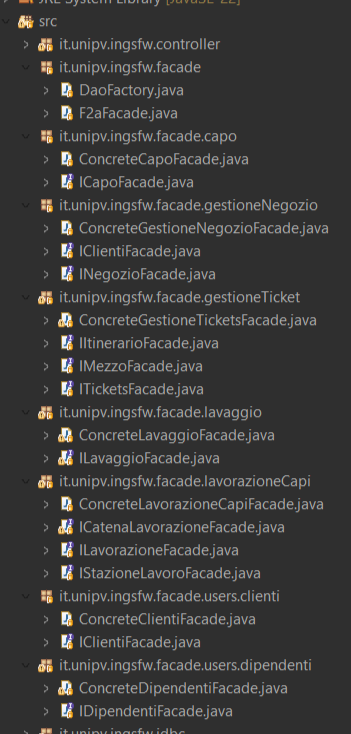 JRE System Library [JavaSE-22]
src
it.unipv.ingsfw.controller
it.unipv.ingsfw.facade
DaoFactory.java
F2aFacade.java
it.unipv.ingsfw.facade.capo
ConcreteCapoFacade.java
ICapoFacade.java
it.unipv.ingsfw.facade.gestioneNegozio
ConcreteGestioneNegozioFacade.java
IClientiFacade.java
INegozioFacade.java
it.unipv.ingsfw.facade.gestioneTicket
ConcreteGestioneTicketsFacade.java
IItinerarioFacade.java
IMezzoFacade.java
ITicketsFacade.java
it.unipv.ingsfw.facade.lavaggio
ConcreteLavaggioFacade.java
ILavaggioFacade.java
it.unipv.ingsfw.facade.lavorazioneCapi
ConcreteLavorazioneCapiFacade.java
ICatenaLavorazioneFacade.java
ILavorazioneFacade.java
IStazioneLavoroFacade.java
it.unipv.ingsfw.facade.users.clienti
ConcreteClientiFacade.java
IClientiFacade.java
it.unipv.ingsfw.facade.users.dipendenti
ConcreteDipendentiFacade.java
IDipendentiFacade.java
it.unipv.ingsfw.jdbc